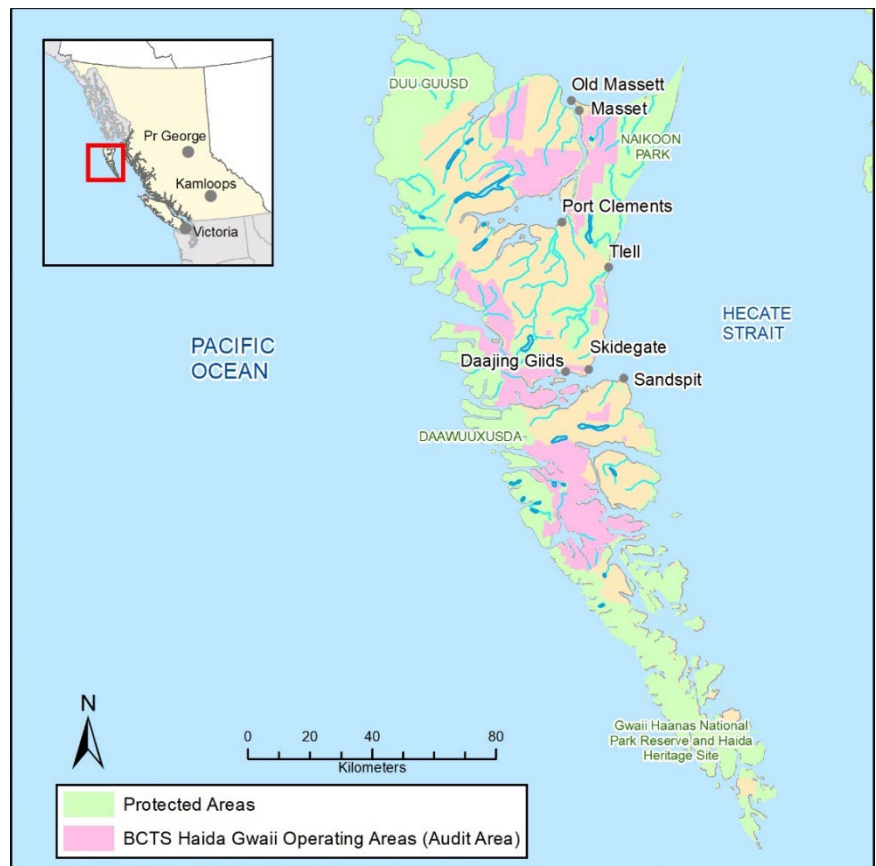 Pr George
Kamloops
Victoria
DUU GUUSD
Old Massett
Masset
NAIKOON
PARK
Port Clements
Tlell
PACIFIC
OCEAN
HECATE
STRAIT
Daajing Giids
Skidegate
Sandspit
DAAWUUXUSDA
Gwaii Haanas National
Park Reserve and Haida
Heritage Site
N
0 20 40 80
Kilometers
Protected Areas
BCTS Haida Gwaii Operating Areas (Audit Area)